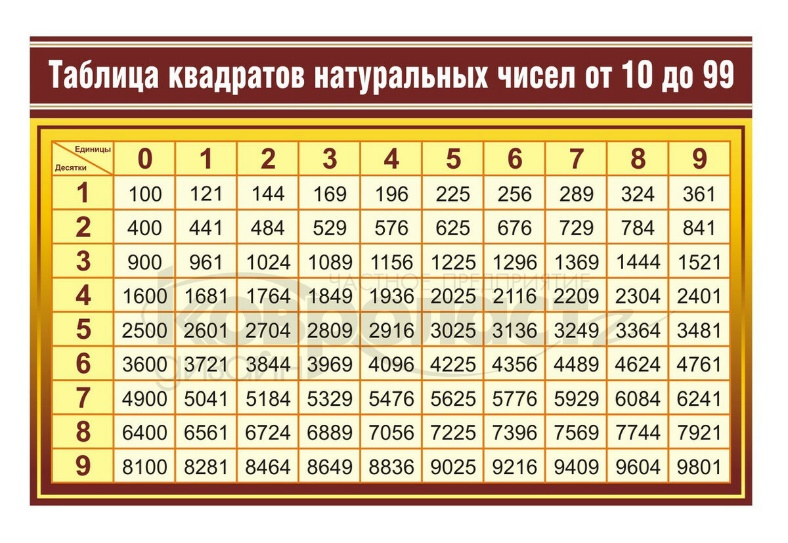 Таблица квадратов натуральных чисел от 10 до 99
Единицы
Десятки
0 1 2 3 4 5 6 7 8 9
1 100 121 144 169 196 225 256 289 324 361
2 400 441 484 529 576 625 676 729 784 841
3 900 961 1024 1089 1156 1225 1296 1369 1444 1521
ЧАСТНОЕ ПРЕДПРИЯТИЕ
4 1600 1681 1764 1849 1936 2025 2116 2209 2304 2401
5 2500 2601 2704 2809 2916 3025 3136 3249 3364 3481
6 3600 3721 3844 3969 4096 4225 4356 4489 4624 4761
дизайн
7 4900 5041 5184 5329 5476 5625 5776 5929 6084 6241
8 6400 6561 6724 6889 7056 7225 7396 7569 7744 7921
9 8100 8281 8464 8649 8836 9025 9216 9409 9604 9801